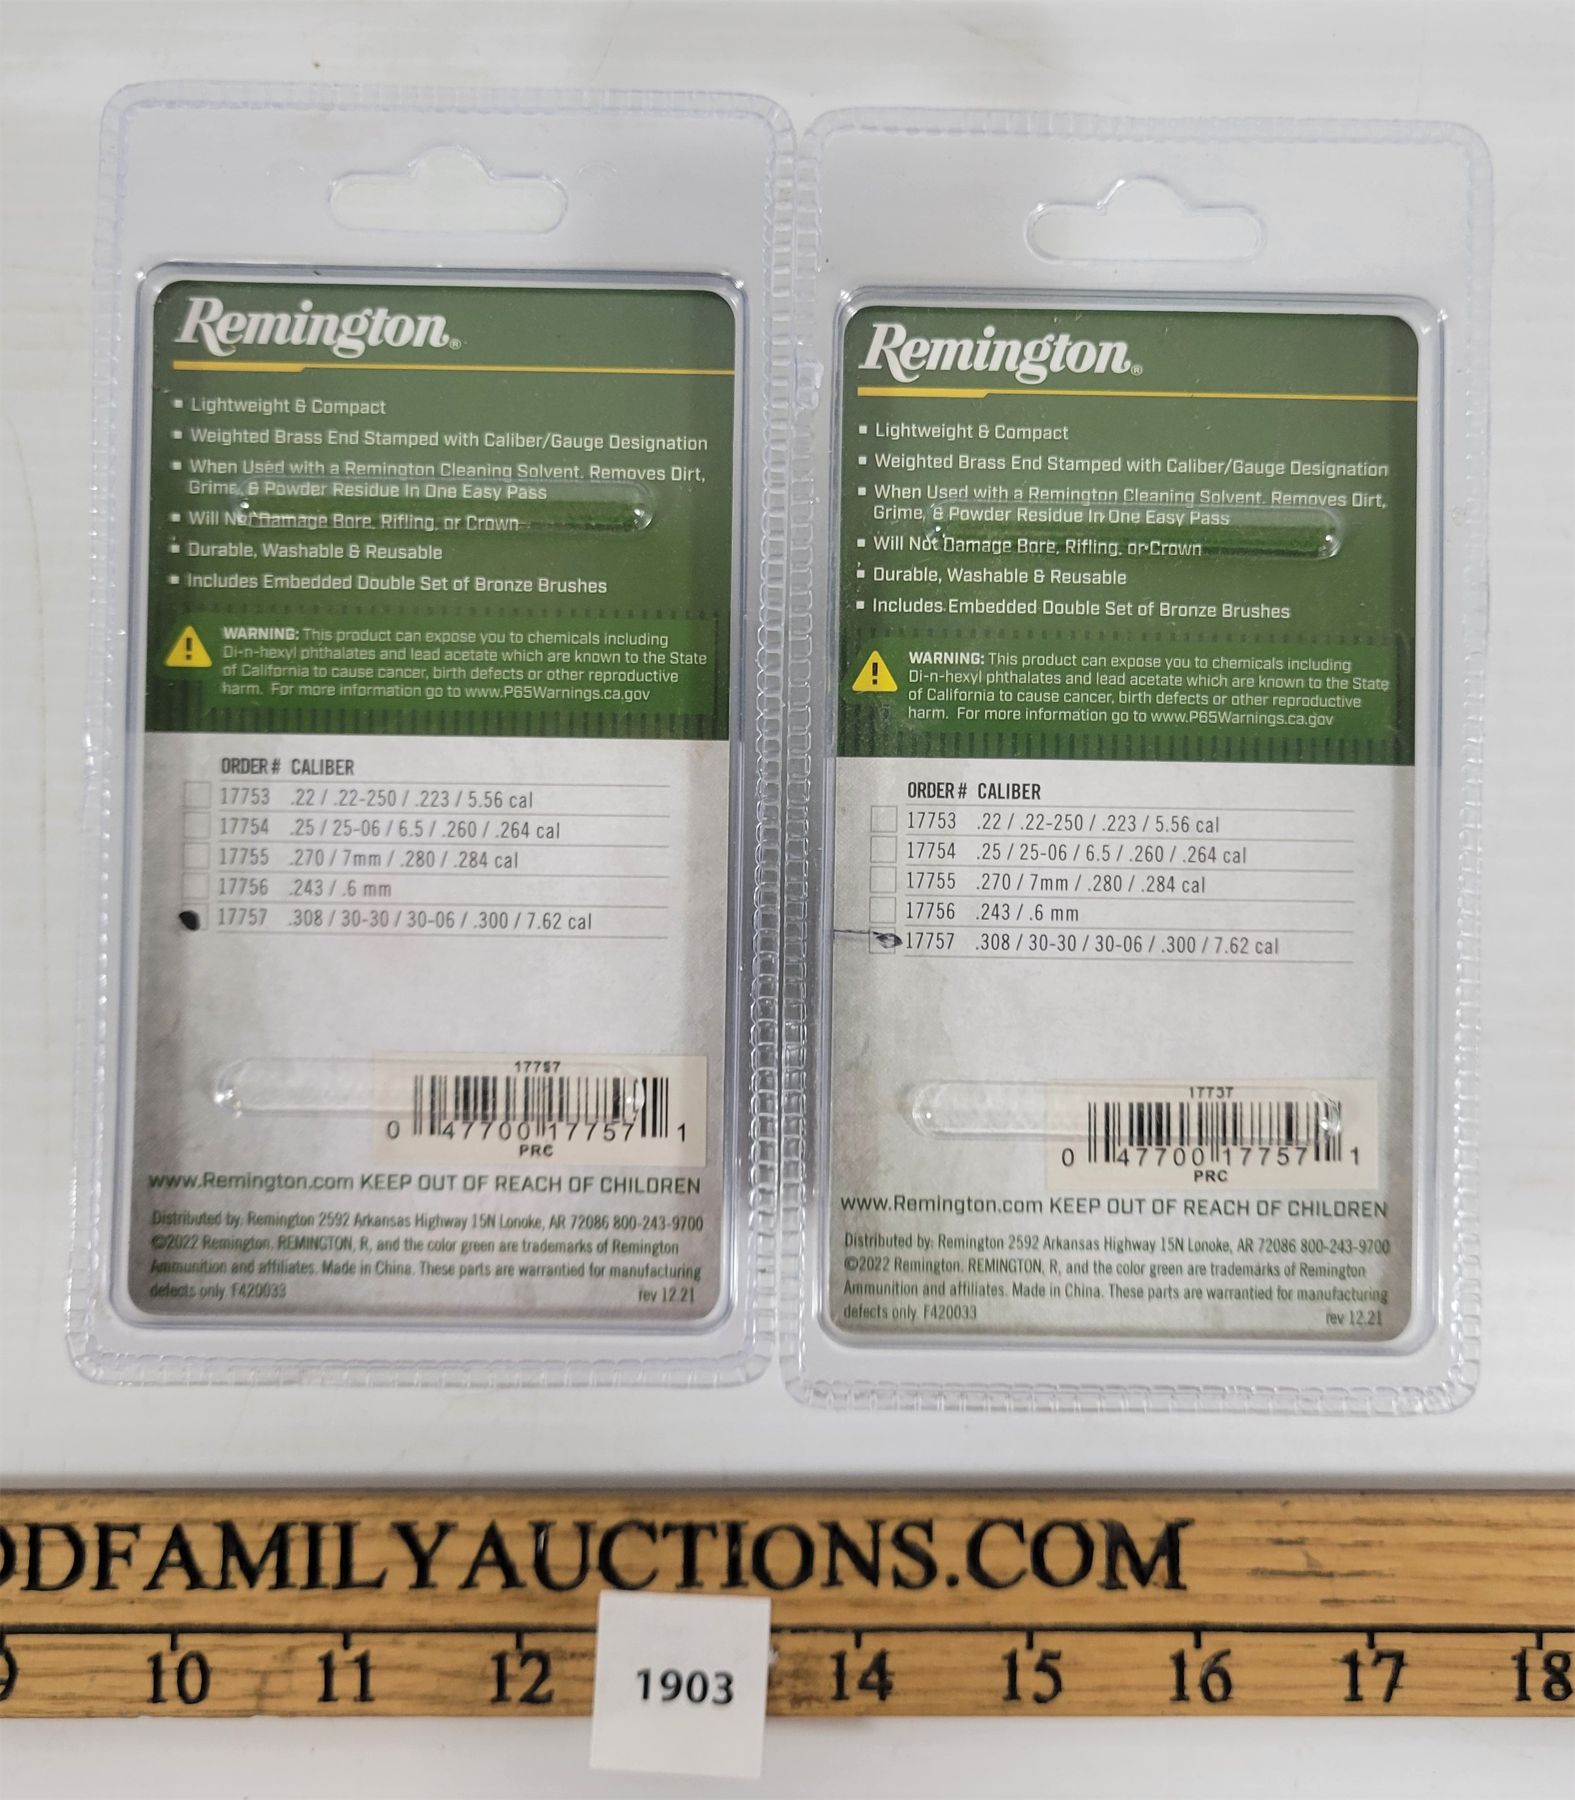 Remington®
▪ Lightweight & Compact
▪ Weighted Brass End Stamped with Caliber/Gauge Designation
▪ When Used with a Remington Cleaning Solvent. Removes Dirt,
Grime, & Powder Residue In One Easy Pass
▪ Will Not Damage Bore, Rifling, or Crown
▪ Durable, Washable & Reusable
▪ Includes Embedded Double Set of Bronze Brushes
WARNING: This product can expose you to chemicals including
Di-n-hexyl phthalates and lead acetate which are known to the State
of California to cause cancer, birth defects or other reproductive
harm. For more information go to www.P65Warnings.ca.gov
ORDER # CALIBER
17753 .22 / .22-250 / .223 / 5.56 cal
17754 .25 / 25-06 / 6.5 / .260 / .264 cal
17755 .270 / 7mm / .280 / .284 cal
17756 .243 / .6 mm
17757 .308 / 30-30 / 30-06 / .300 / 7.62 cal
17757
0 47700 17757 1
PRC
www.Remington.com KEEP OUT OF REACH OF CHILDREN
Distributed by: Remington 2592 Arkansas Highway 15N Lonoke, AR 72086 800-243-9700
©2022 Remington. REMINGTON, R, and the color green are trademarks of Remington
Ammunition and affiliates. Made in China. These parts are warrantied for manufacturing
defects only. F420033 rev 12.21
Remington®
▪ Lightweight & Compact
▪ Weighted Brass End Stamped with Caliber/Gauge Designation
▪ When Used with a Remington Cleaning Solvent. Removes Dirt,
Grime, & Powder Residue In One Easy Pass
▪ Will Not Damage Bore, Rifling, or Crown
▪ Durable, Washable & Reusable
▪ Includes Embedded Double Set of Bronze Brushes
WARNING: This product can expose you to chemicals including
Di-n-hexyl phthalates and lead acetate which are known to the State
of California to cause cancer, birth defects or other reproductive
harm. For more information go to www.P65Warnings.ca.gov
ORDER # CALIBER
17753 .22 / .22-250 / .223 / 5.56 cal
17754 .25 / 25-06 / 6.5 / .260 / .264 cal
17755 .270 / 7mm / .280 / .284 cal
17756 .243 / .6 mm
17757 .308 / 30-30 / 30-06 / .300 / 7.62 cal
17757
0 47700 17757 1
PRC
www.Remington.com KEEP OUT OF REACH OF CHILDREN
Distributed by: Remington 2592 Arkansas Highway 15N Lonoke, AR 72086 800-243-9700
©2022 Remington. REMINGTON, R, and the color green are trademarks of Remington
Ammunition and affiliates. Made in China. These parts are warrantied for manufacturing
defects only. F420033 rev 12.21
ODFAMILYAUCTIONS.COM
9 10 11 12 14 15 16 17 18
1903